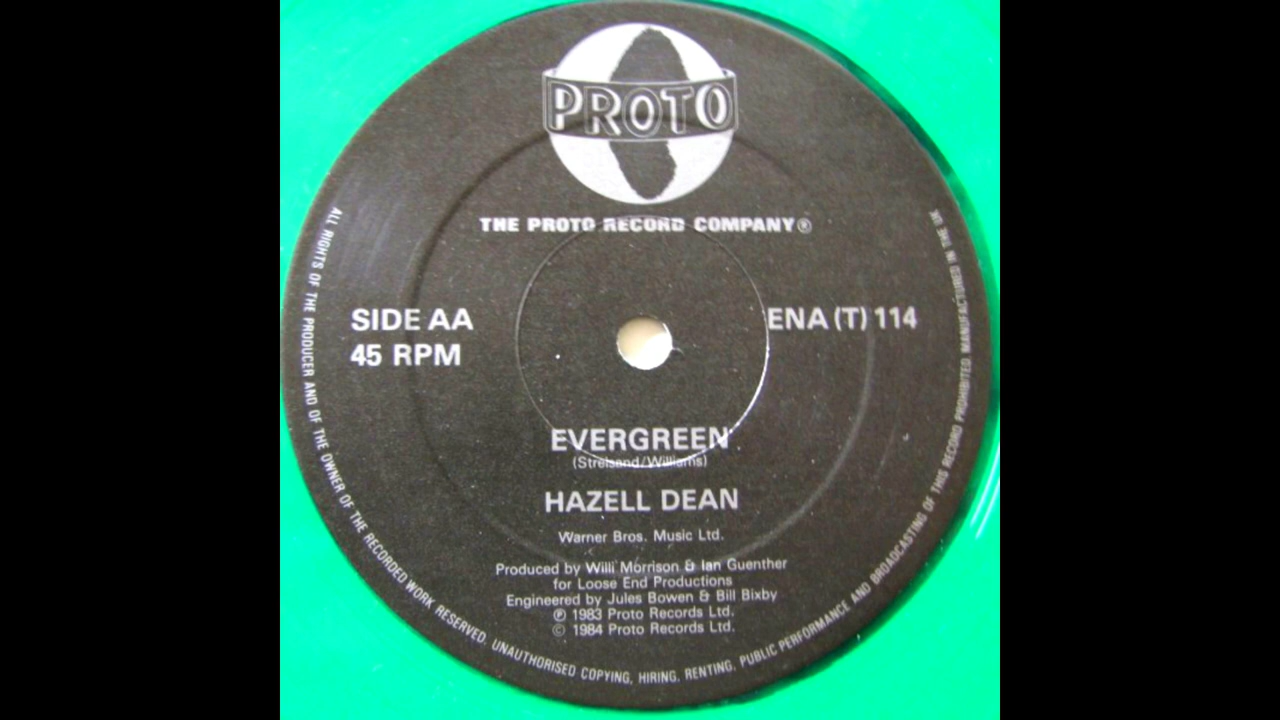 PROTO
THE PROTO RECORD COMPANY®
SIDE AA
45 RPM
ENA (T) 114
EVERGREEN
(Streisand/Williams)
HAZELL DEAN
Warner Bros. Music Ltd.
Produced by Willi Morrison & Ian Guenther
for Loose End Productions
Engineered by Jules Bowen & Bill Bixby
℗ 1983 Proto Records Ltd.
© 1984 Proto Records Ltd.
ALL RIGHTS OF THE PRODUCER AND OF THE OWNER OF THE RECORDED WORK RESERVED. UNAUTHORISED COPYING, HIRING, RENTING, PUBLIC PERFORMANCE AND BROADCASTING OF THIS RECORD PROHIBITED MANUFACTURED IN THE UK